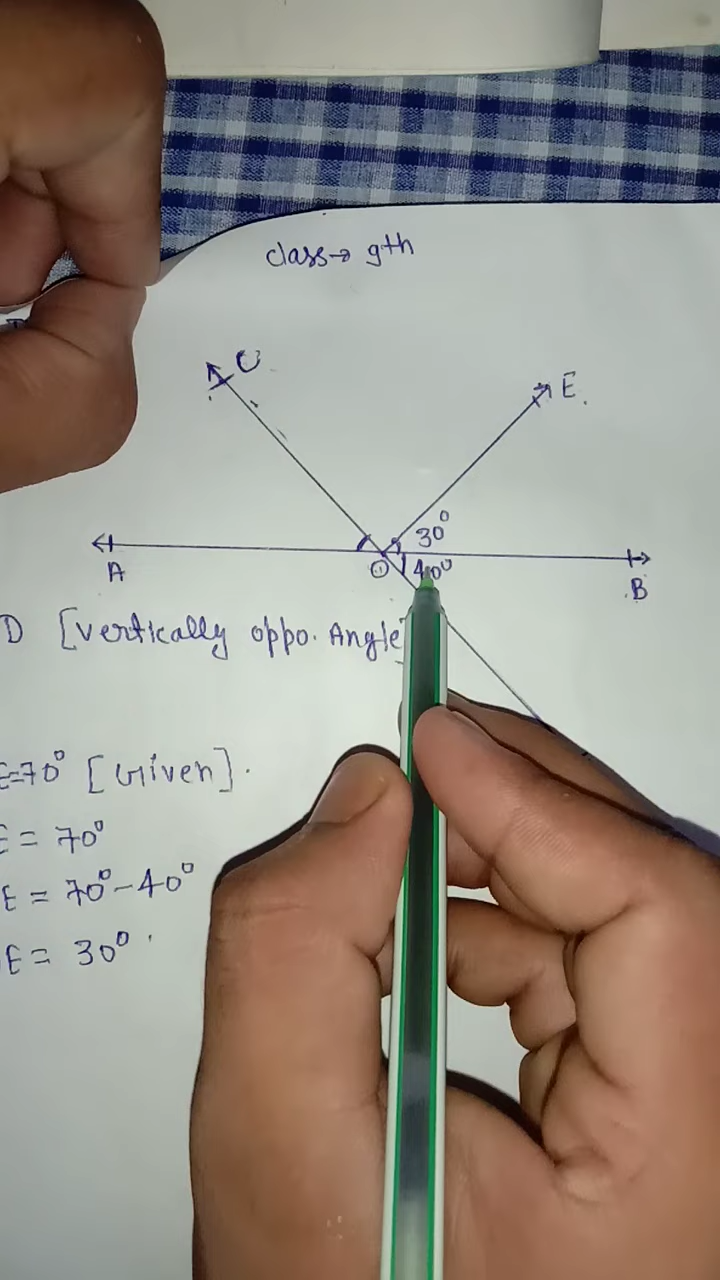 class→ 9th
C
E.
30°
A
O
40°
B
D [Vertically oppo. Angle]
E=70° [Given].
E = 70°
E = 70°-40°
E = 30°.